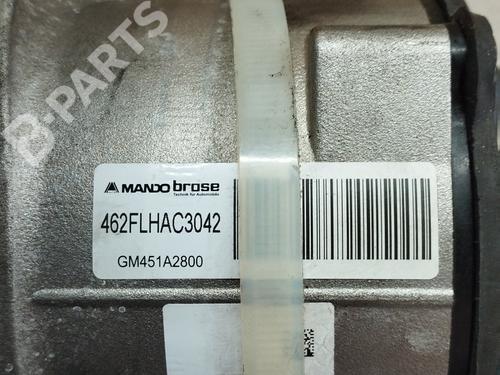 B-PARTS
MANDO brose
Technik für Automobile
462FLHAC3042
GM451A2800